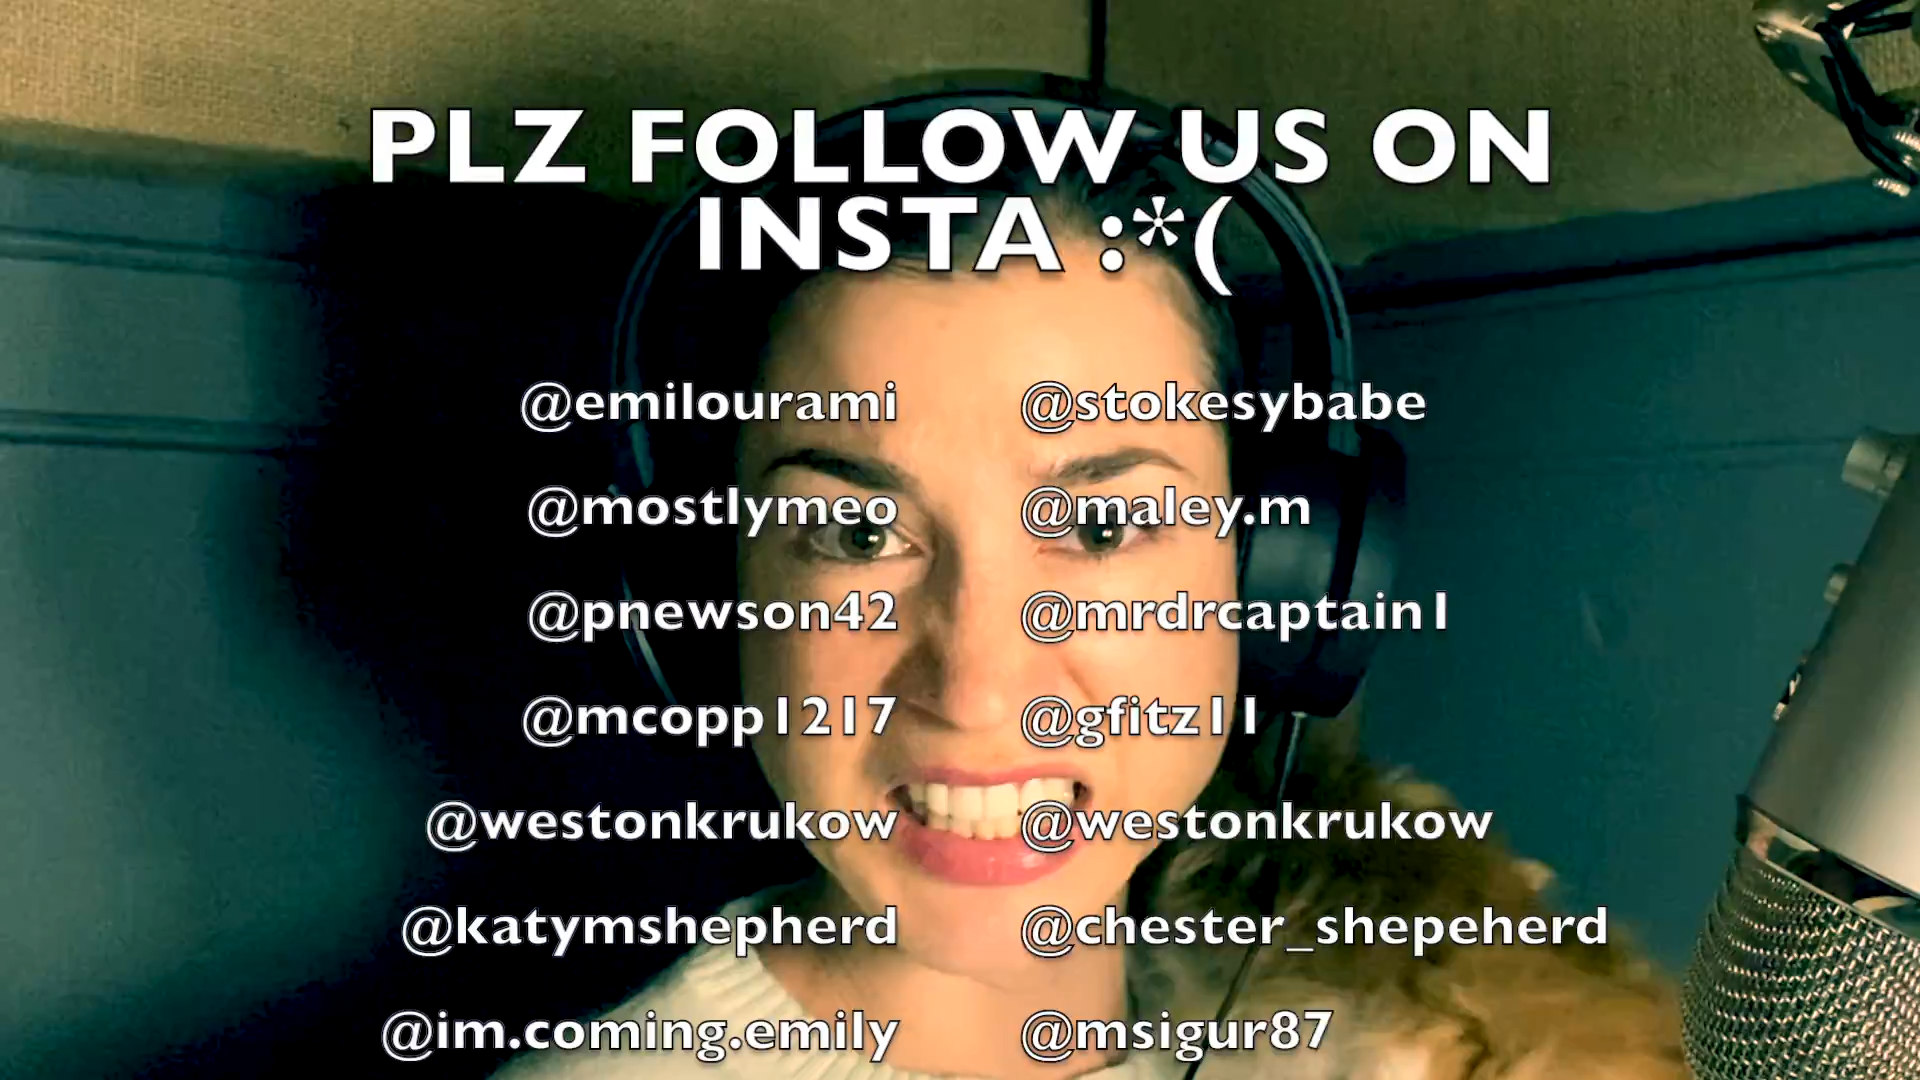 PLZ FOLLOW US ON
INSTA :*(
@emilourami @stokesybabe
@mostlymeo @maley.m
@pnewson42 @mrdrcaptain1
@mcopp1217 @gfitz11
@westonkrukow @westonkrukow
@katymshepherd @chester_shepeherd
@im.coming.emily @msigur87